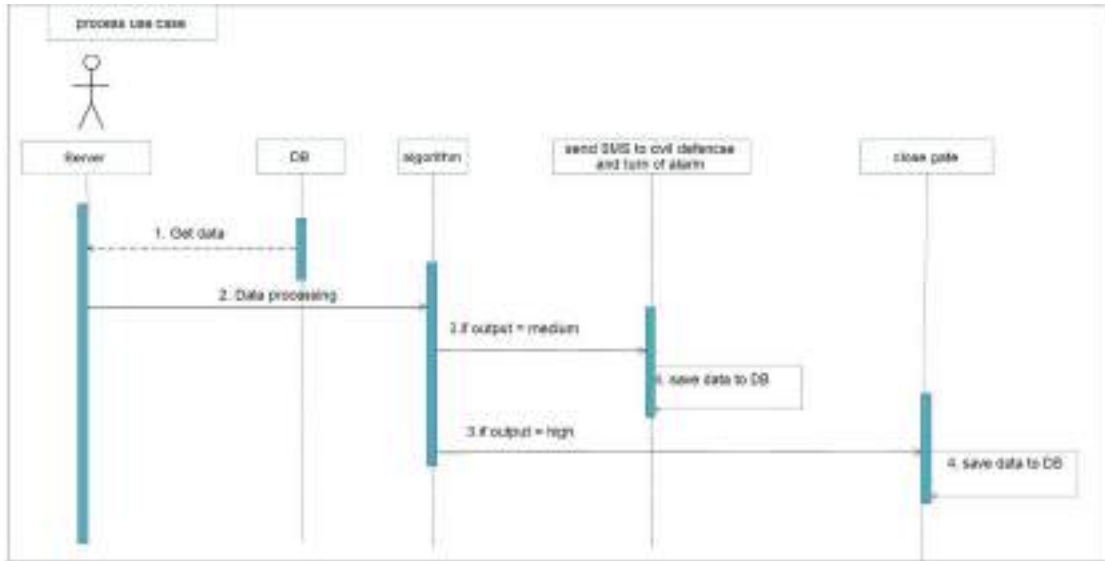 process use case
Server
DB
algorithm
send SMS to civil defencse
and turn of alarm
close gate
1. Get data
2. Data processing
3.if output = medium
save data to DB
3.if output = high
4. save data to DB